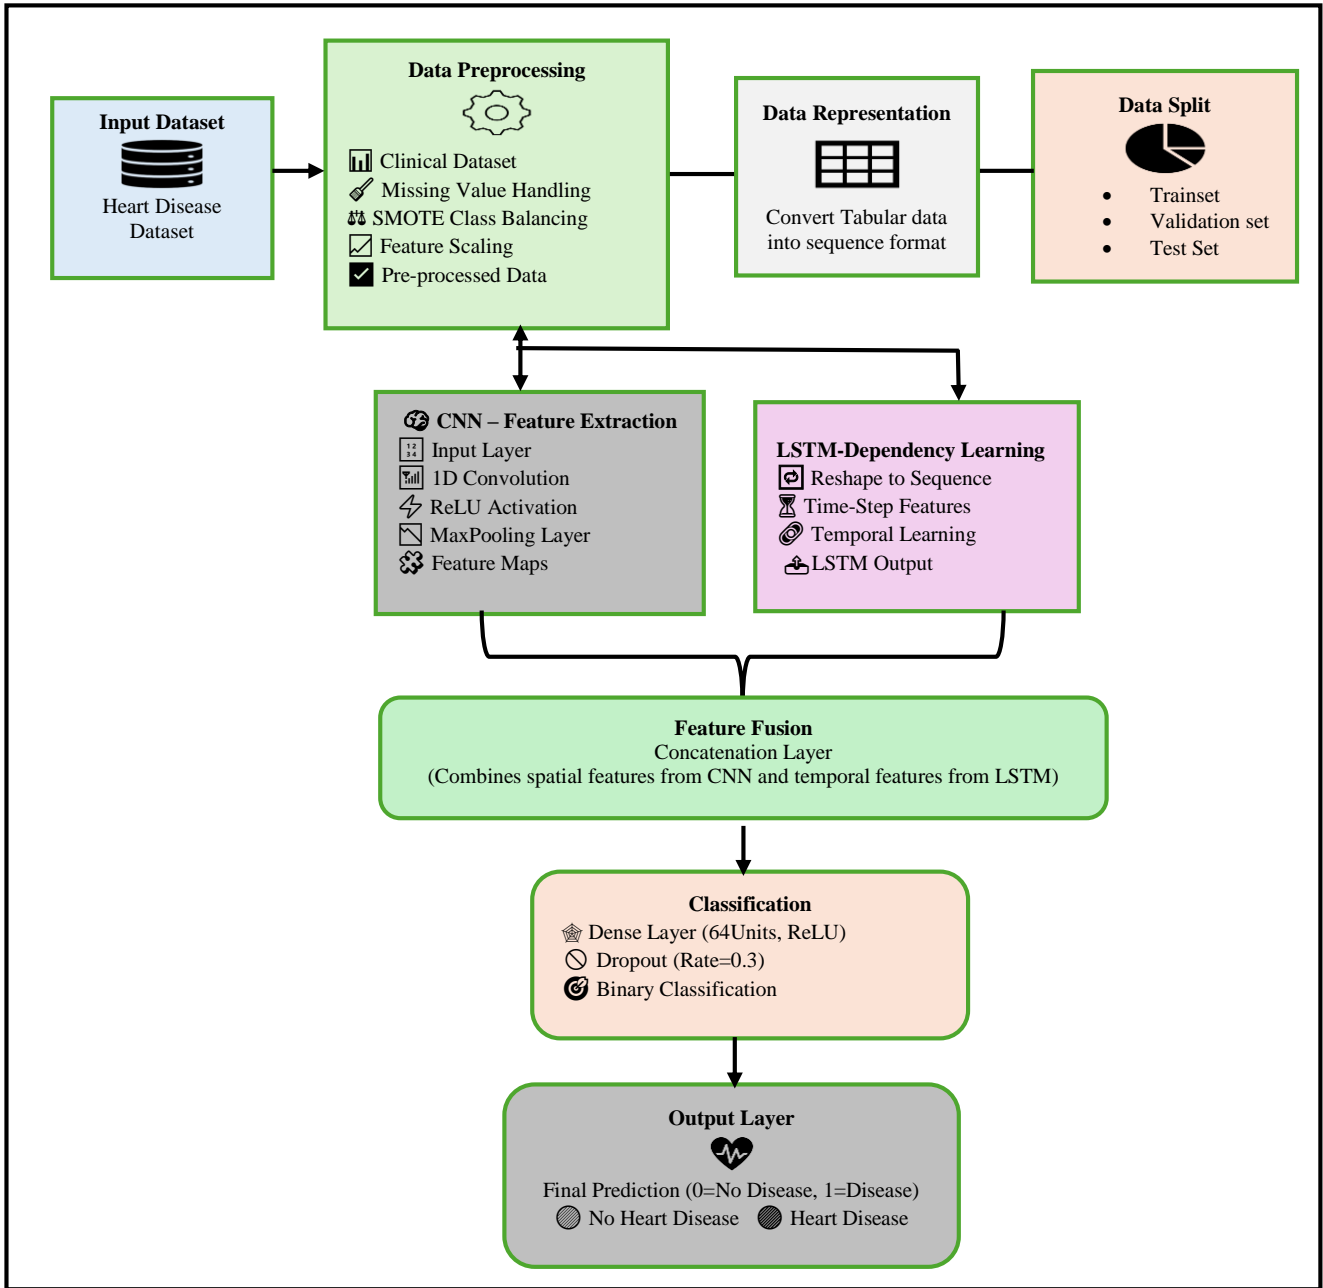 Input Dataset
Heart Disease
Dataset
Data Preprocessing
Clinical Dataset
Missing Value Handling
SMOTE Class Balancing
Feature Scaling
Pre-processed Data
Data Representation
Convert Tabular data
into sequence format
Data Split
• Trainset
• Validation set
• Test Set
CNN – Feature Extraction
1 2
3 4
Input Layer
1D Convolution
ReLU Activation
MaxPooling Layer
Feature Maps
LSTM-Dependency Learning
Reshape to Sequence
Time-Step Features
Temporal Learning
LSTM Output
Feature Fusion
Concatenation Layer
(Combines spatial features from CNN and temporal features from LSTM)
Classification
Dense Layer (64Units, ReLU)
Dropout (Rate=0.3)
Binary Classification
Output Layer
Final Prediction (0=No Disease, 1=Disease)
No Heart Disease Heart Disease